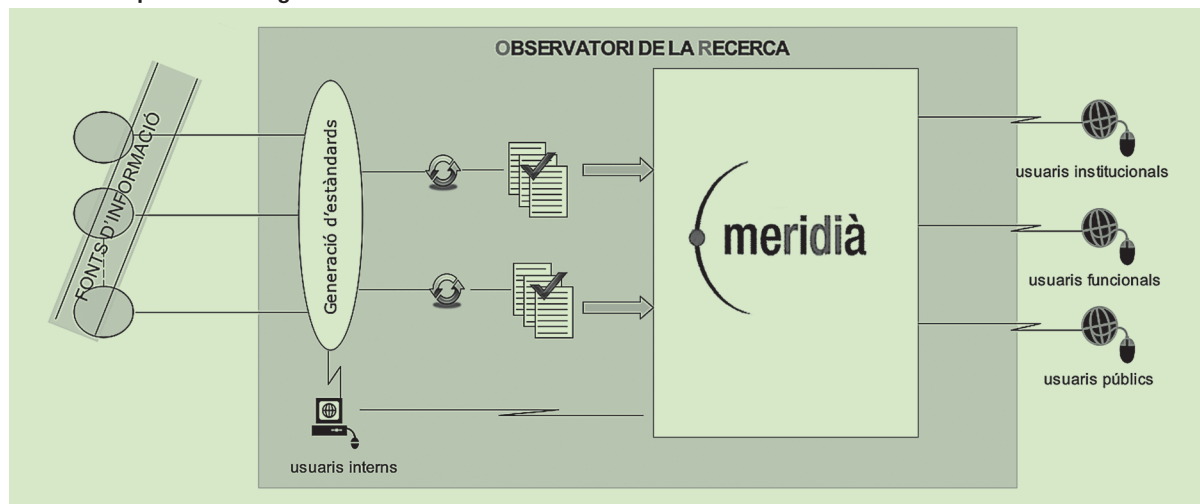 OBSERVATORI DE LA RECERCA
FONTS D'INFORMACIÓ
Generació d'estàndards
meridià
usuaris institucionals
usuaris funcionals
usuaris públics
usuaris interns